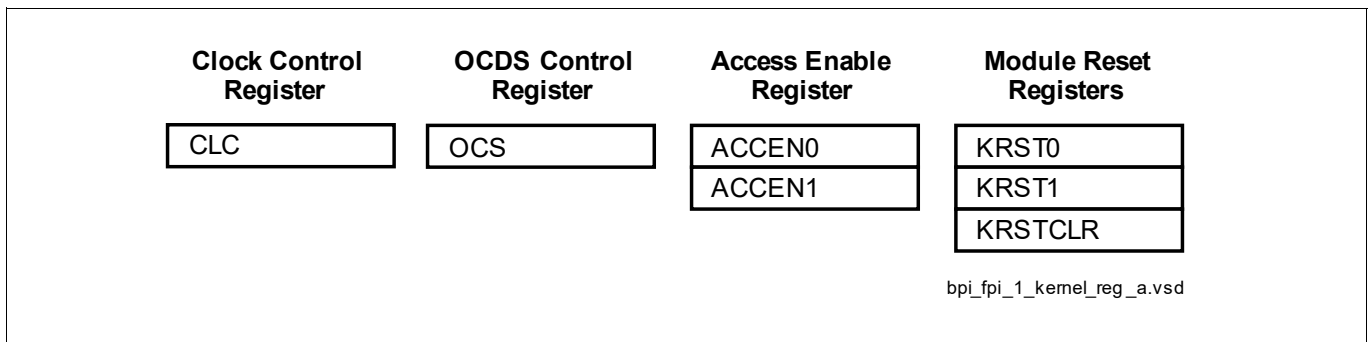 Clock Control
Register
OCDS Control
Register
Access Enable
Register
Module Reset
Registers
CLC
OCS
ACCEN0
ACCEN1
KRST0
KRST1
KRSTCLR
bpi_fpi_1_kernel_reg_a.vsd